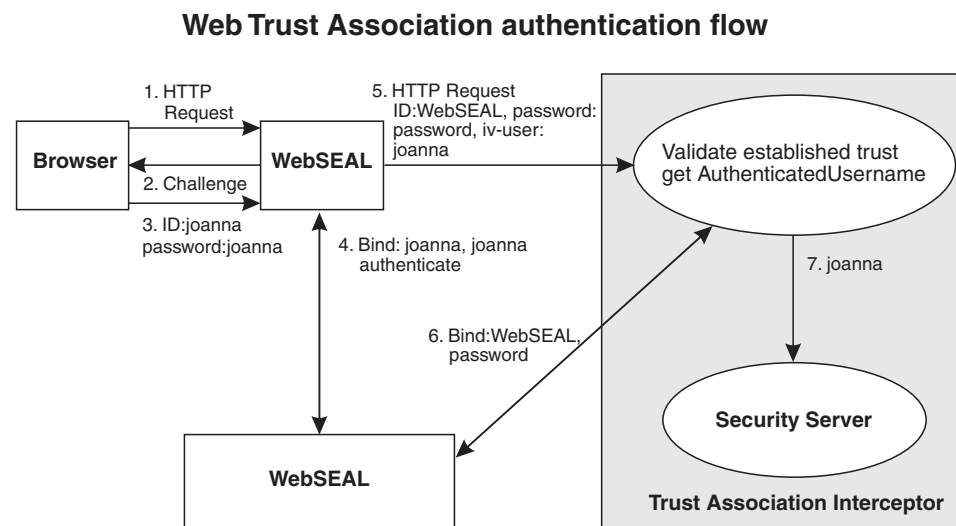 Web Trust Association authentication flow
1. HTTP
Request
Browser
WebSEAL
2. Challenge
3. ID:joanna
password:joanna
4. Bind: joanna, joanna
authenticate
5. HTTP Request
ID:WebSEAL, password:
password, iv-user:
joanna
Validate established trust
get AuthenticatedUsername
6. Bind:WebSEAL,
password
7. joanna
Security Server
WebSEAL
Trust Association Interceptor